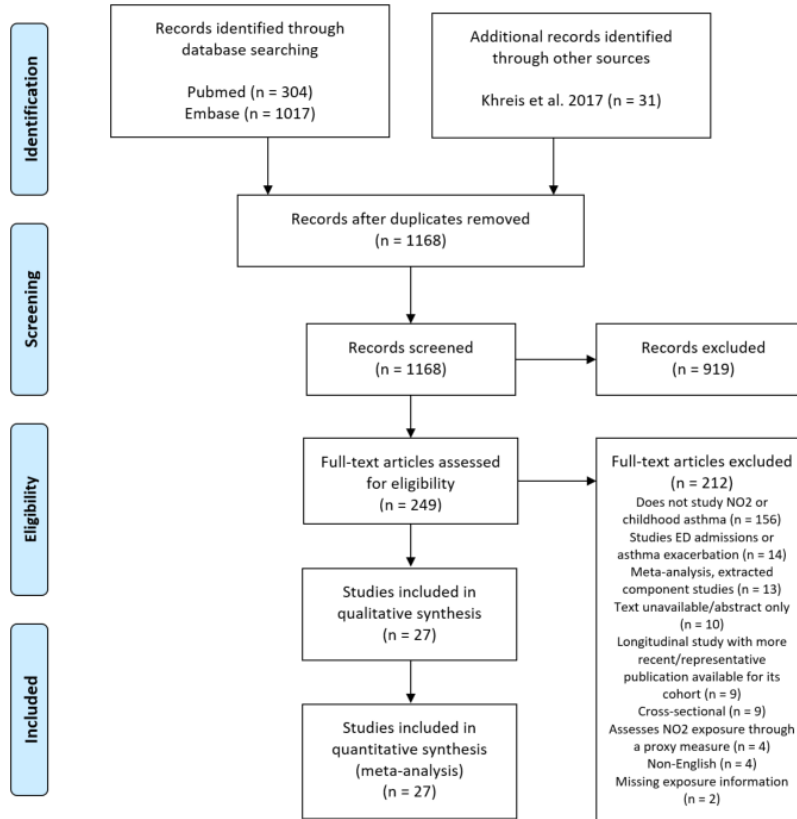 Identification
Records identified through
database searching
Pubmed (n = 304)
Embase (n = 1017)
Additional records identified
through other sources
Khreis et al. 2017 (n = 31)
Records after duplicates removed
(n = 1168)
Screening
Records screened
(n = 1168)
Records excluded
(n = 919)
Eligibility
Full-text articles assessed
for eligibility
(n = 249)
Full-text articles excluded
(n = 212)
Does not study NO2 or
childhood asthma (n = 156)
Studies ED admissions or
asthma exacerbation (n = 14)
Meta-analysis, extracted
component studies (n = 13)
Text unavailable/abstract only
(n = 10)
Longitudinal study with more
recent/representative
publication available for its
cohort (n = 9)
Cross-sectional (n = 9)
Assesses NO2 exposure through
a proxy measure (n = 4)
Non-English (n = 4)
Missing exposure information
(n = 2)
Studies included in
qualitative synthesis
(n = 27)
Included
Studies included in
quantitative synthesis
(meta-analysis)
(n = 27)